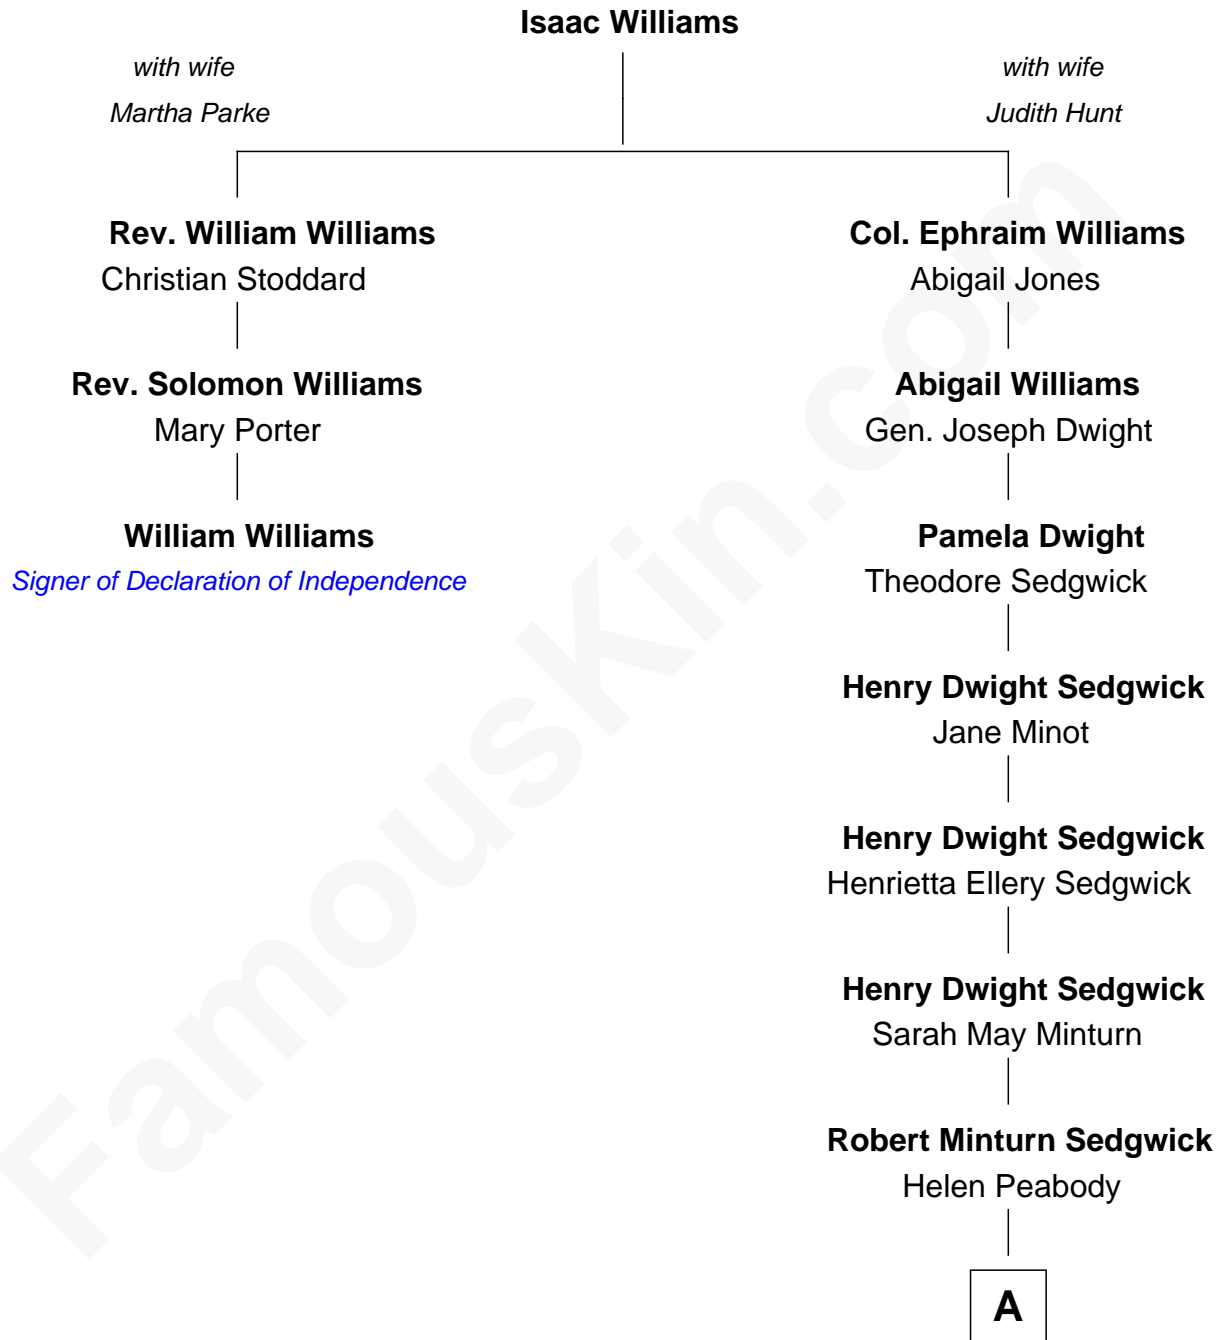 Isaac Williams
with wife
Martha Parke
with wife
Judith Hunt
Rev. William Williams
Christian Stoddard
Col. Ephraim Williams
Abigail Jones
Rev. Solomon Williams
Mary Porter
Abigail Williams
Gen. Joseph Dwight
William Williams
Signer of Declaration of Independence
Pamela Dwight
Theodore Sedgwick
Henry Dwight Sedgwick
Jane Minot
Henry Dwight Sedgwick
Henrietta Ellery Sedgwick
Henry Dwight Sedgwick
Sarah May Minturn
Robert Minturn Sedgwick
Helen Peabody
A
FamousKin.com